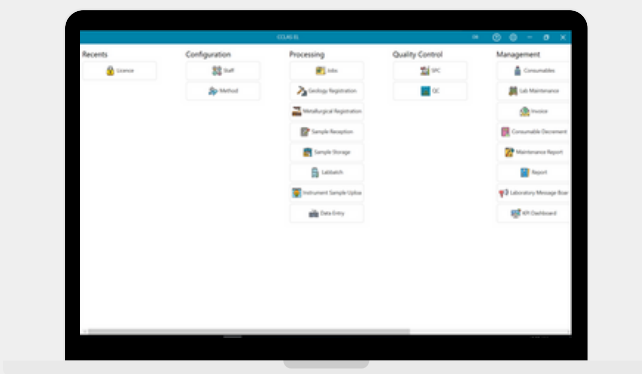 CCLAS EL
Recents
Licence
Configuration
Staff
Method
Processing
Jobs
Geology Registration
Metallurgical Registration
Sample Reception
Sample Storage
Labbatch
Instrument Sample Uploa
Data Entry
Quality Control
SPC
QC
Management
Consumables
Lab Maintenance
Invoice
Consumable Decrement
Maintenance Report
Report
Laboratory Message Boar
KPI Dashboard